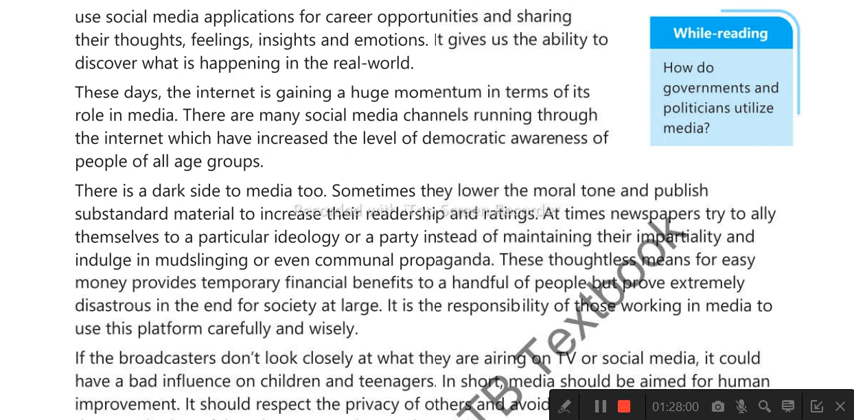 use social media applications for career opportunities and sharing
their thoughts, feelings, insights and emotions. It gives us the ability to
discover what is happening in the real-world.
These days, the internet is gaining a huge momentum in terms of its
role in media. There are many social media channels running through
the internet which have increased the level of democratic awareness of
people of all age groups.
While-reading
How do
governments and
politicians utilize
media?
There is a dark side to media too. Sometimes they lower the moral tone and publish
Recorded with iTop Screen Recorder
substandard material to increase their readership and ratings. At times newspapers try to ally
themselves to a particular ideology or a party instead of maintaining their impartiality and
indulge in mudslinging or even communal propaganda. These thoughtless means for easy
money provides temporary financial benefits to a handful of people but prove extremely
disastrous in the end for society at large. It is the responsibility of those working in media to
use this platform carefully and wisely.
If the broadcasters don't look closely at what they are airing on TV or social media, it could
have a bad influence on children and teenagers. In short, media should be aimed for human
improvement. It should respect the privacy of others and avoid
TB Textbook
01:28:00